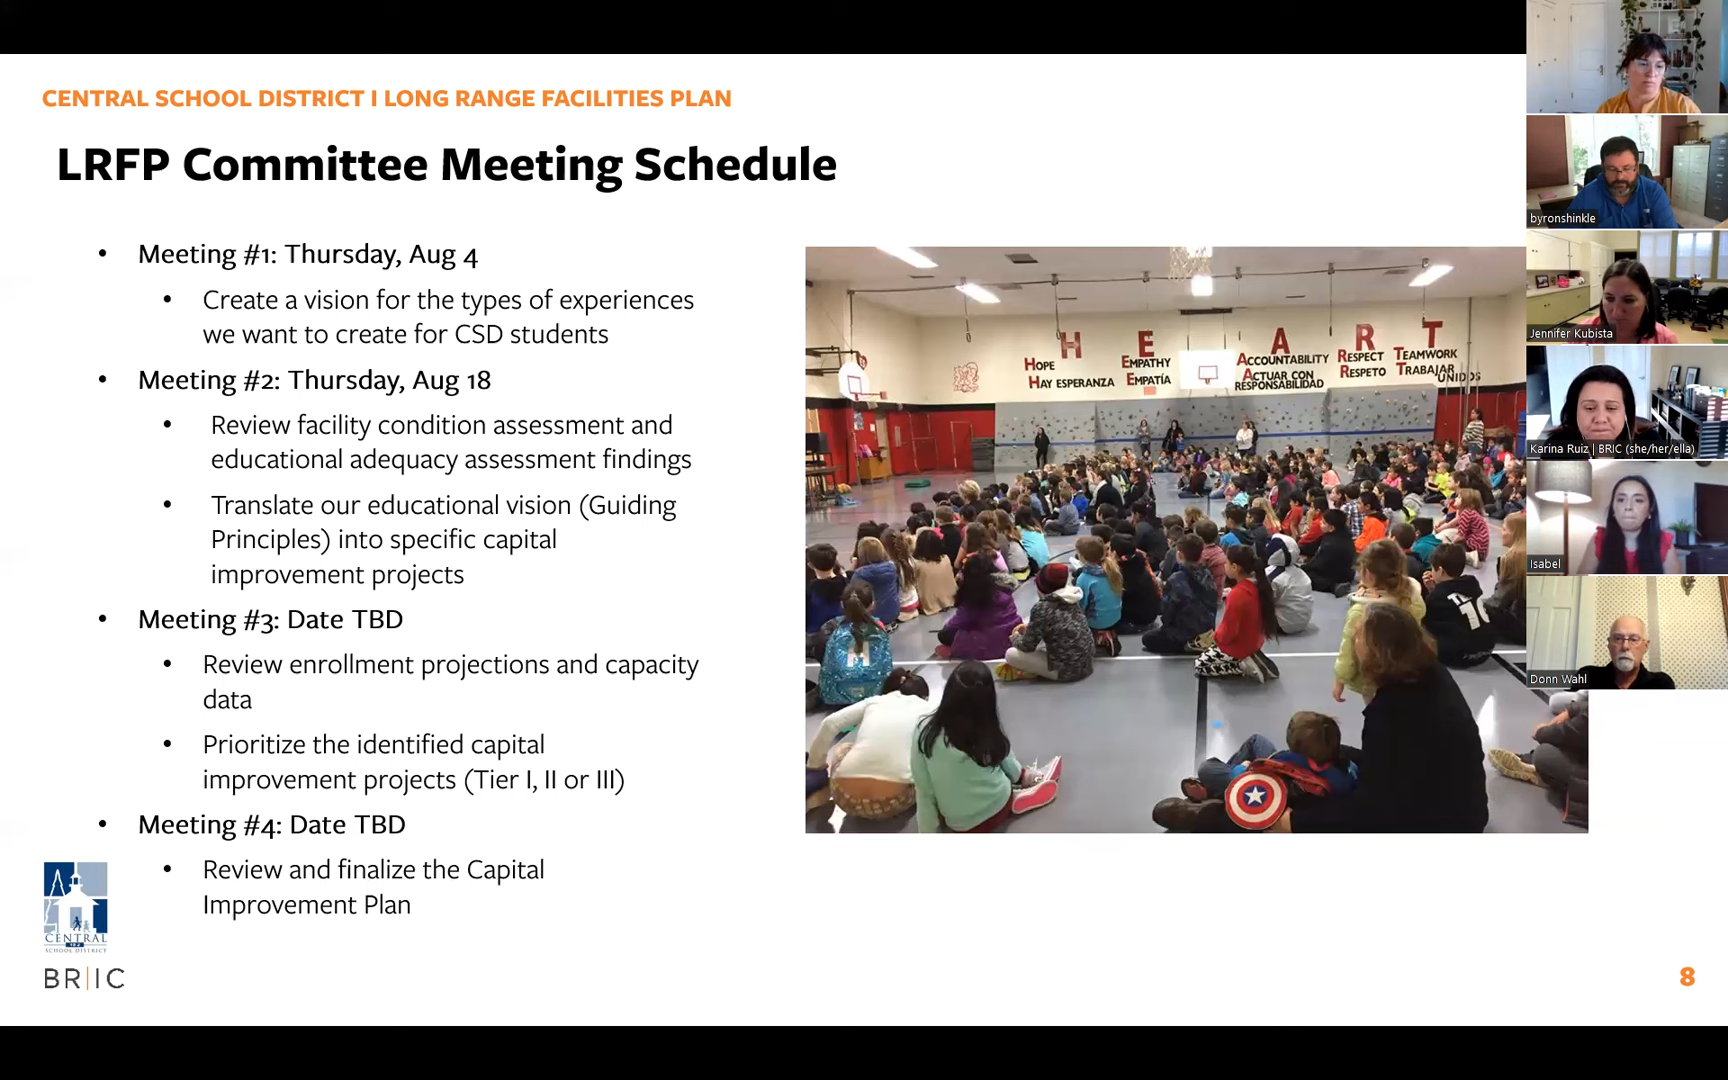 CENTRAL SCHOOL DISTRICT I LONG RANGE FACILITIES PLAN
LRFP Committee Meeting Schedule
• Meeting #1: Thursday, Aug 4
• Create a vision for the types of experiences
we want to create for CSD students
• Meeting #2: Thursday, Aug 18
• Review facility condition assessment and
educational adequacy assessment findings
• Translate our educational vision (Guiding
Principles) into specific capital
improvement projects
• Meeting #3: Date TBD
• Review enrollment projections and capacity
data
• Prioritize the identified capital
improvement projects (Tier I, II or III)
• Meeting #4: Date TBD
• Review and finalize the Capital
Improvement Plan
H E A R T
HOPE EMPATHY ACCOUNTABILITY RESPECT TEAMWORK
HAY ESPERANZA EMPATÍA ACTUAR CON RESPETO TRABAJAR
RESPONSABILIDAD UNIDOS
CENTRAL
SCHOOL DISTRICT
BR|IC
8
byronshinkle
Jennifer Kubista
Karina Ruiz | BRIC (she/her/ella)
Isabel
Donn Wahl